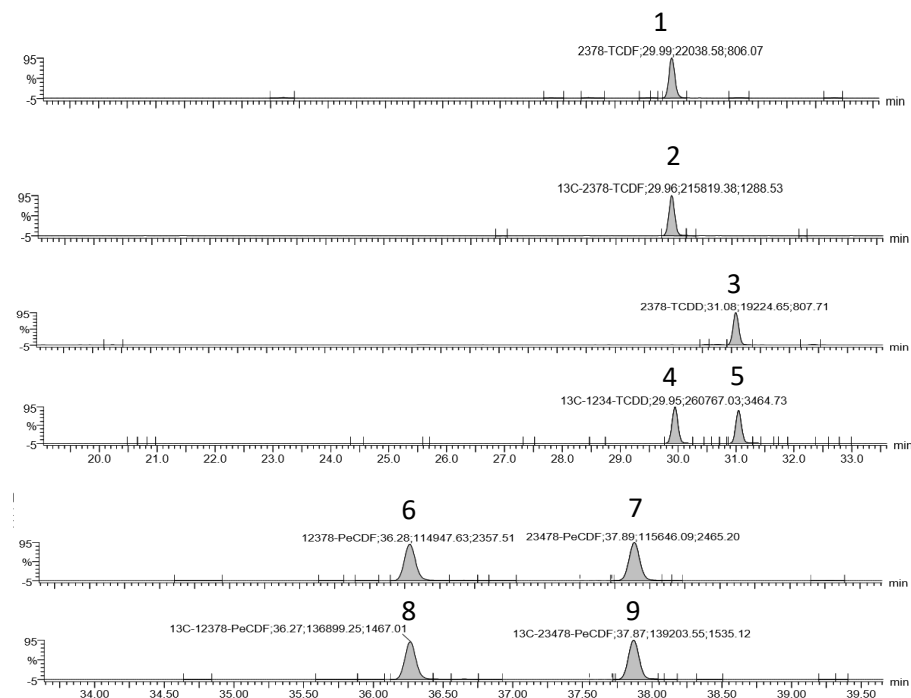 1
2378-TCDF;29.99;22038.58;806.07
95
%
-5
min
2
13C-2378-TCDF;29.96;215819.38;1288.53
95
%
-5
min
3
2378-TCDD;31.08;19224.65;807.71
95
%
-5
min
4 5
13C-1234-TCDD;29.95;260767.03;3464.73
95
%
-5
min
20.0 21.0 22.0 23.0 24.0 25.0 26.0 27.0 28.0 29.0 30.0 31.0 32.0 33.0
6 7
12378-PeCDF;36.28;114947.63;2357.51 23478-PeCDF;37.89;115646.09;2465.20
95
%
-5
min
8 9
13C-12378-PeCDF;36.27;136899.25;1467.01 13C-23478-PeCDF;37.87;139203.55;1535.12
95
%
-5
min
34.00 34.50 35.00 35.50 36.00 36.50 37.00 37.50 38.00 38.50 39.00 39.50